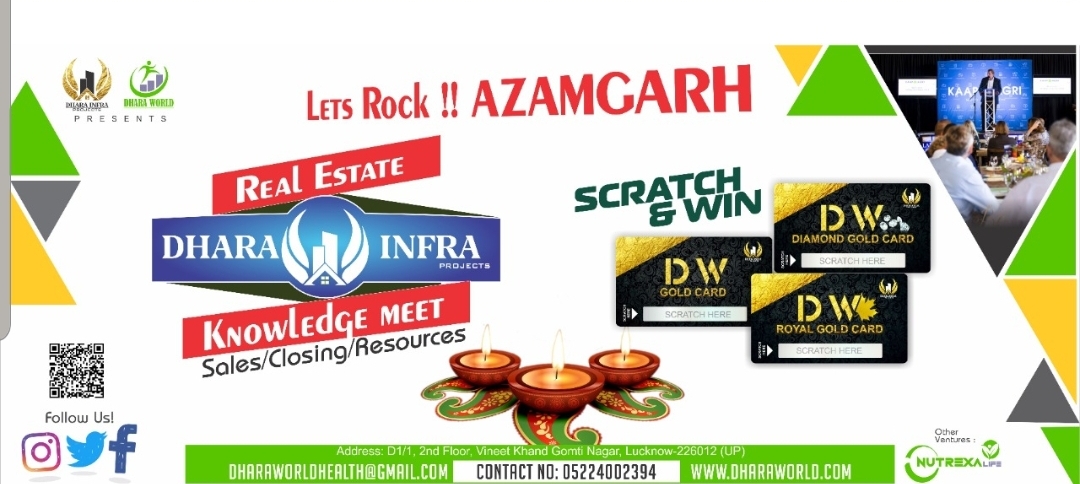 DHARA INFRA
PROJECTS
DHARA WORLD
PRESENTS
LETS ROCK !! AZAMGARH
REAL ESTATE
DHARA INFRA
PROJECTS
KNOWLEDGE MEET
Sales/Closing/Resources
SCRATCH
& WIN
DW
DIAMOND GOLD CARD
SCRATCH HERE
DW
GOLD CARD
SCRATCH HERE
DW
ROYAL GOLD CARD
SCRATCH HERE
Follow Us!
Other
Ventures :
NUTREXA LIFE
Address: D1/1, 2nd Floor, Vineet Khand Gomti Nagar, Lucknow-226012 (UP)
DHARAWORLDHEALTH@GMAIL.COM
CONTACT NO: 05224002394
WWW.DHARAWORLD.COM